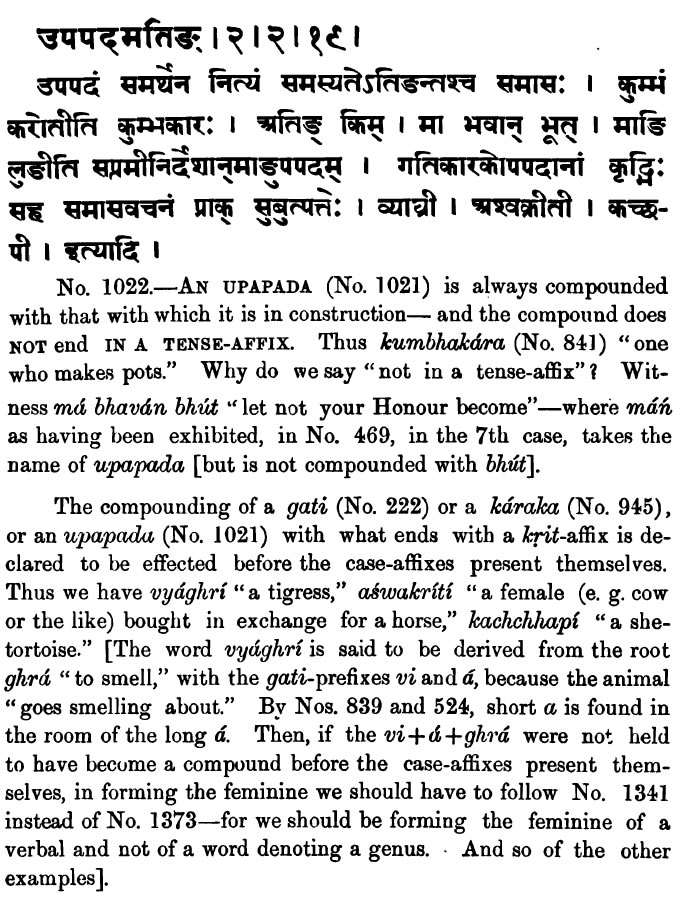 उपपदमतिङ् । २ । २ । १९ ।
उपपदं समर्थेन नित्यं समस्यतेऽतिङन्तश्च समासः । कुम्भं
करोतीति कुम्भकारः । अतिङ् किम् । मा भवान् भूत् । माङि
लुङीति सप्तमीनिर्देशान्माङुपपदम् । गतिकारकोपपदानां कृद्भिः
सह समासवचनं प्राक् सुबुत्पत्तेः । व्याघ्री । अश्वक्रीती । कच्छ-
पी । इत्यादि ।
No. 1022.—AN UPAPADA (No. 1021) is always compounded
with that with which it is in construction— and the compound does
NOT end IN A TENSE-AFFIX. Thus kumbhakára (No. 841) “one
who makes pots.” Why do we say “not in a tense-affix”? Wit-
ness má bhaván bhút “let not your Honour become”—where máń
as having been exhibited, in No. 469, in the 7th case, takes the
name of upapada [but is not compounded with bhút].
The compounding of a gati (No. 222) or a káraka (No. 945),
or an upapada (No. 1021) with what ends with a kṛit-affix is de-
clared to be effected before the case-affixes present themselves.
Thus we have vyághrí “a tigress,” aśwakrítí “a female (e. g. cow
or the like) bought in exchange for a horse,” kachchhapí “a she-
tortoise.” [The word vyághrí is said to be derived from the root
ghrá “to smell,” with the gati-prefixes vi and á, because the animal
“goes smelling about.” By Nos. 839 and 524, short a is found in
the room of the long á. Then, if the vi+á+ghrá were not held
to have become a compound before the case-affixes present them-
selves, in forming the feminine we should have to follow No. 1341
instead of No. 1373—for we should be forming the feminine of a
verbal and not of a word denoting a genus. And so of the other
examples].